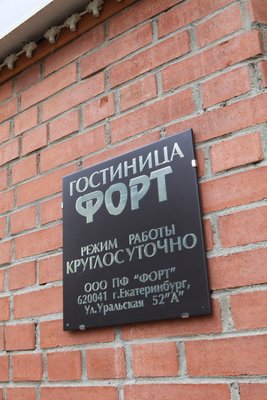 ГОСТИНИЦА
ФОРТ
РЕЖИМ РАБОТЫ
КРУГЛОСУТОЧНО
ООО ПФ "ФОРТ"
620041 г.Екатеринбург,
Ул.Уральская 52"А"